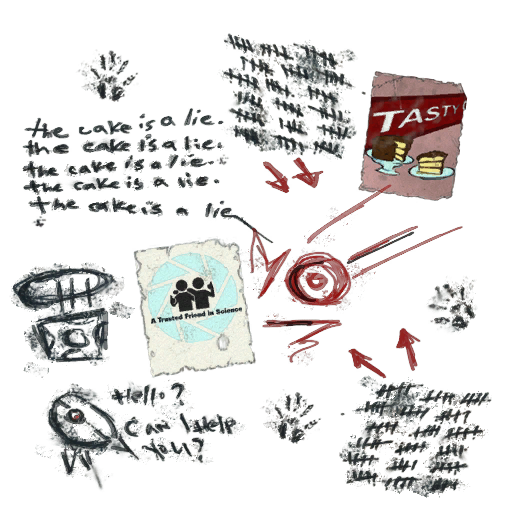 the cake is a lie.
the cake is a lie.
the cake is a lie.
the cake is a lie.
the cake is a lie
TASTY
A Trusted Friend in Science
Hello?
Can I help
you?